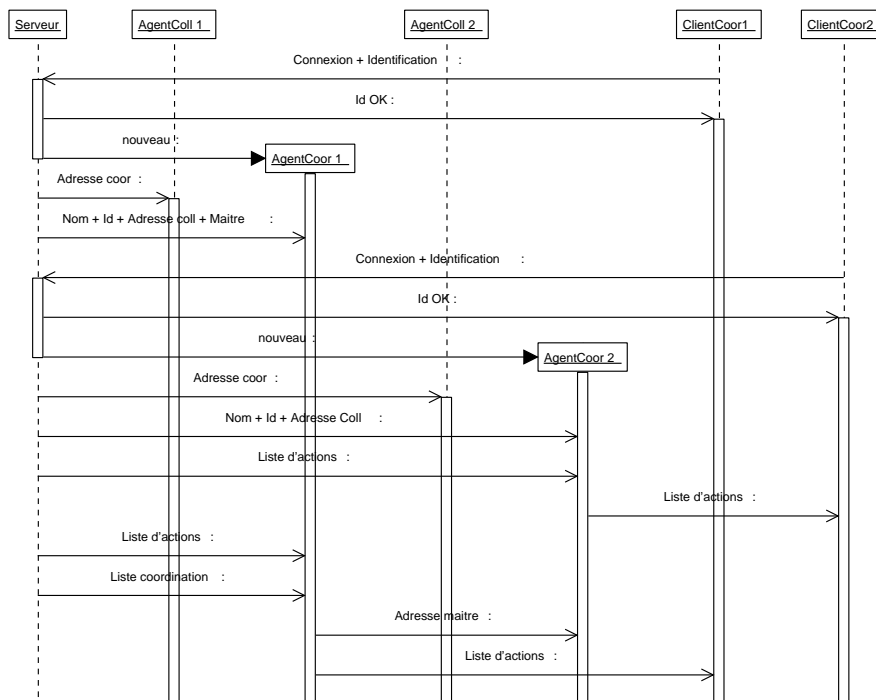 Serveur
AgentColl 1
AgentColl 2
ClientCoor1
ClientCoor2
Connexion + Identification :
Id OK :
nouveau :
AgentCoor 1
Adresse coor :
Nom + Id + Adresse coll + Maitre :
Connexion + Identification :
Id OK :
nouveau :
AgentCoor 2
Adresse coor :
Nom + Id + Adresse Coll :
Liste d'actions :
Liste d'actions :
Liste d'actions :
Liste coordination :
Adresse maitre :
Liste d'actions :